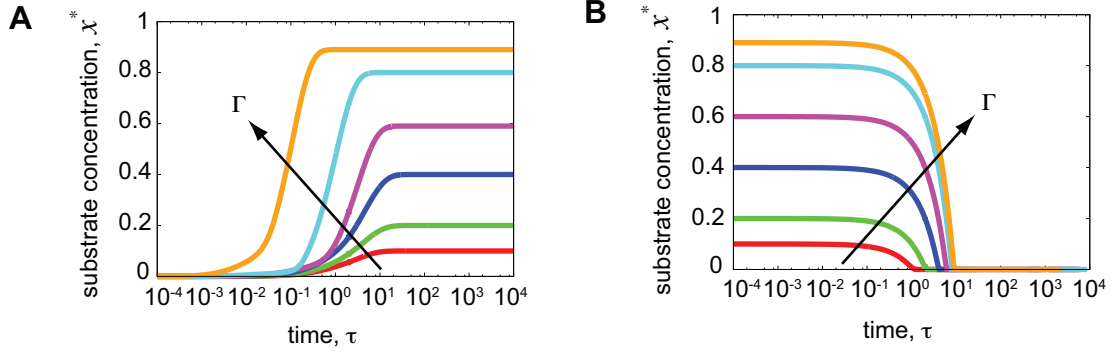 A
substrate concentration, x*
1
0.8
0.6
0.4
0.2
0
Γ
10⁻⁴ 10⁻³ 10⁻² 10⁻¹ 10⁰ 10¹ 10² 10³ 10⁴
time, τ
B
substrate concentration, x*
1
0.8
0.6
0.4
0.2
0
Γ
10⁻⁴ 10⁻³ 10⁻² 10⁻¹ 10⁰ 10¹ 10² 10³ 10⁴
time, τ